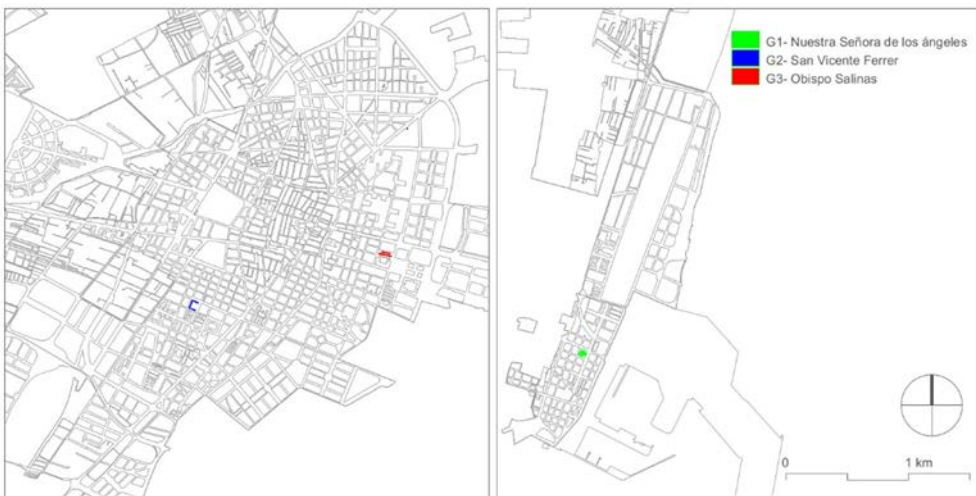 G1- Nuestra Señora de los ángeles
G2- San Vicente Ferrer
G3- Obispo Salinas
0 1 km